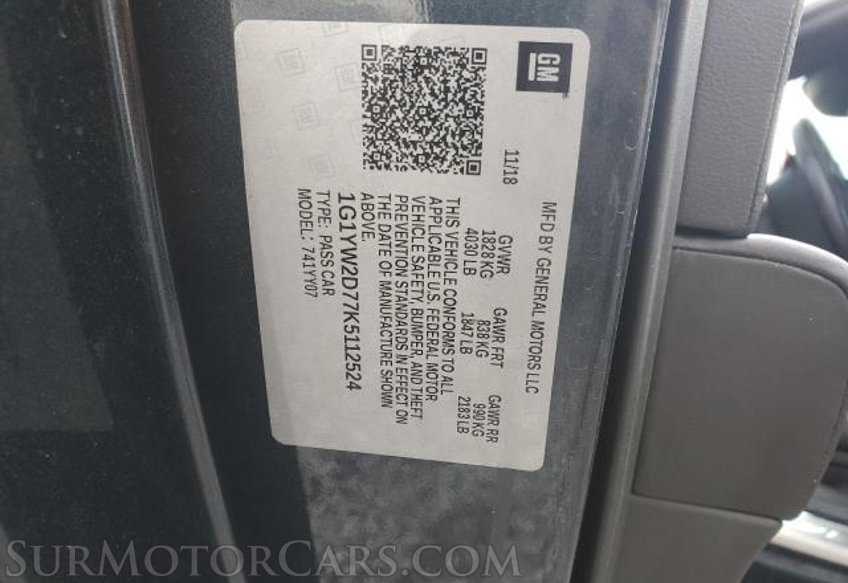 GM
MFD BY GENERAL MOTORS LLC
11/18
GVWR GAWR FRT GAWR RR
1828 KG 838 KG 990 KG
4030 LB 1847 LB 2183 LB
THIS VEHICLE CONFORMS TO ALL
APPLICABLE U.S. FEDERAL MOTOR
VEHICLE SAFETY, BUMPER, AND THEFT
PREVENTION STANDARDS IN EFFECT ON
THE DATE OF MANUFACTURE SHOWN
ABOVE.
1G1YW2D77K5112524
TYPE: PASS CAR
MODEL: 741YY07
SURMOTORCARS.COM